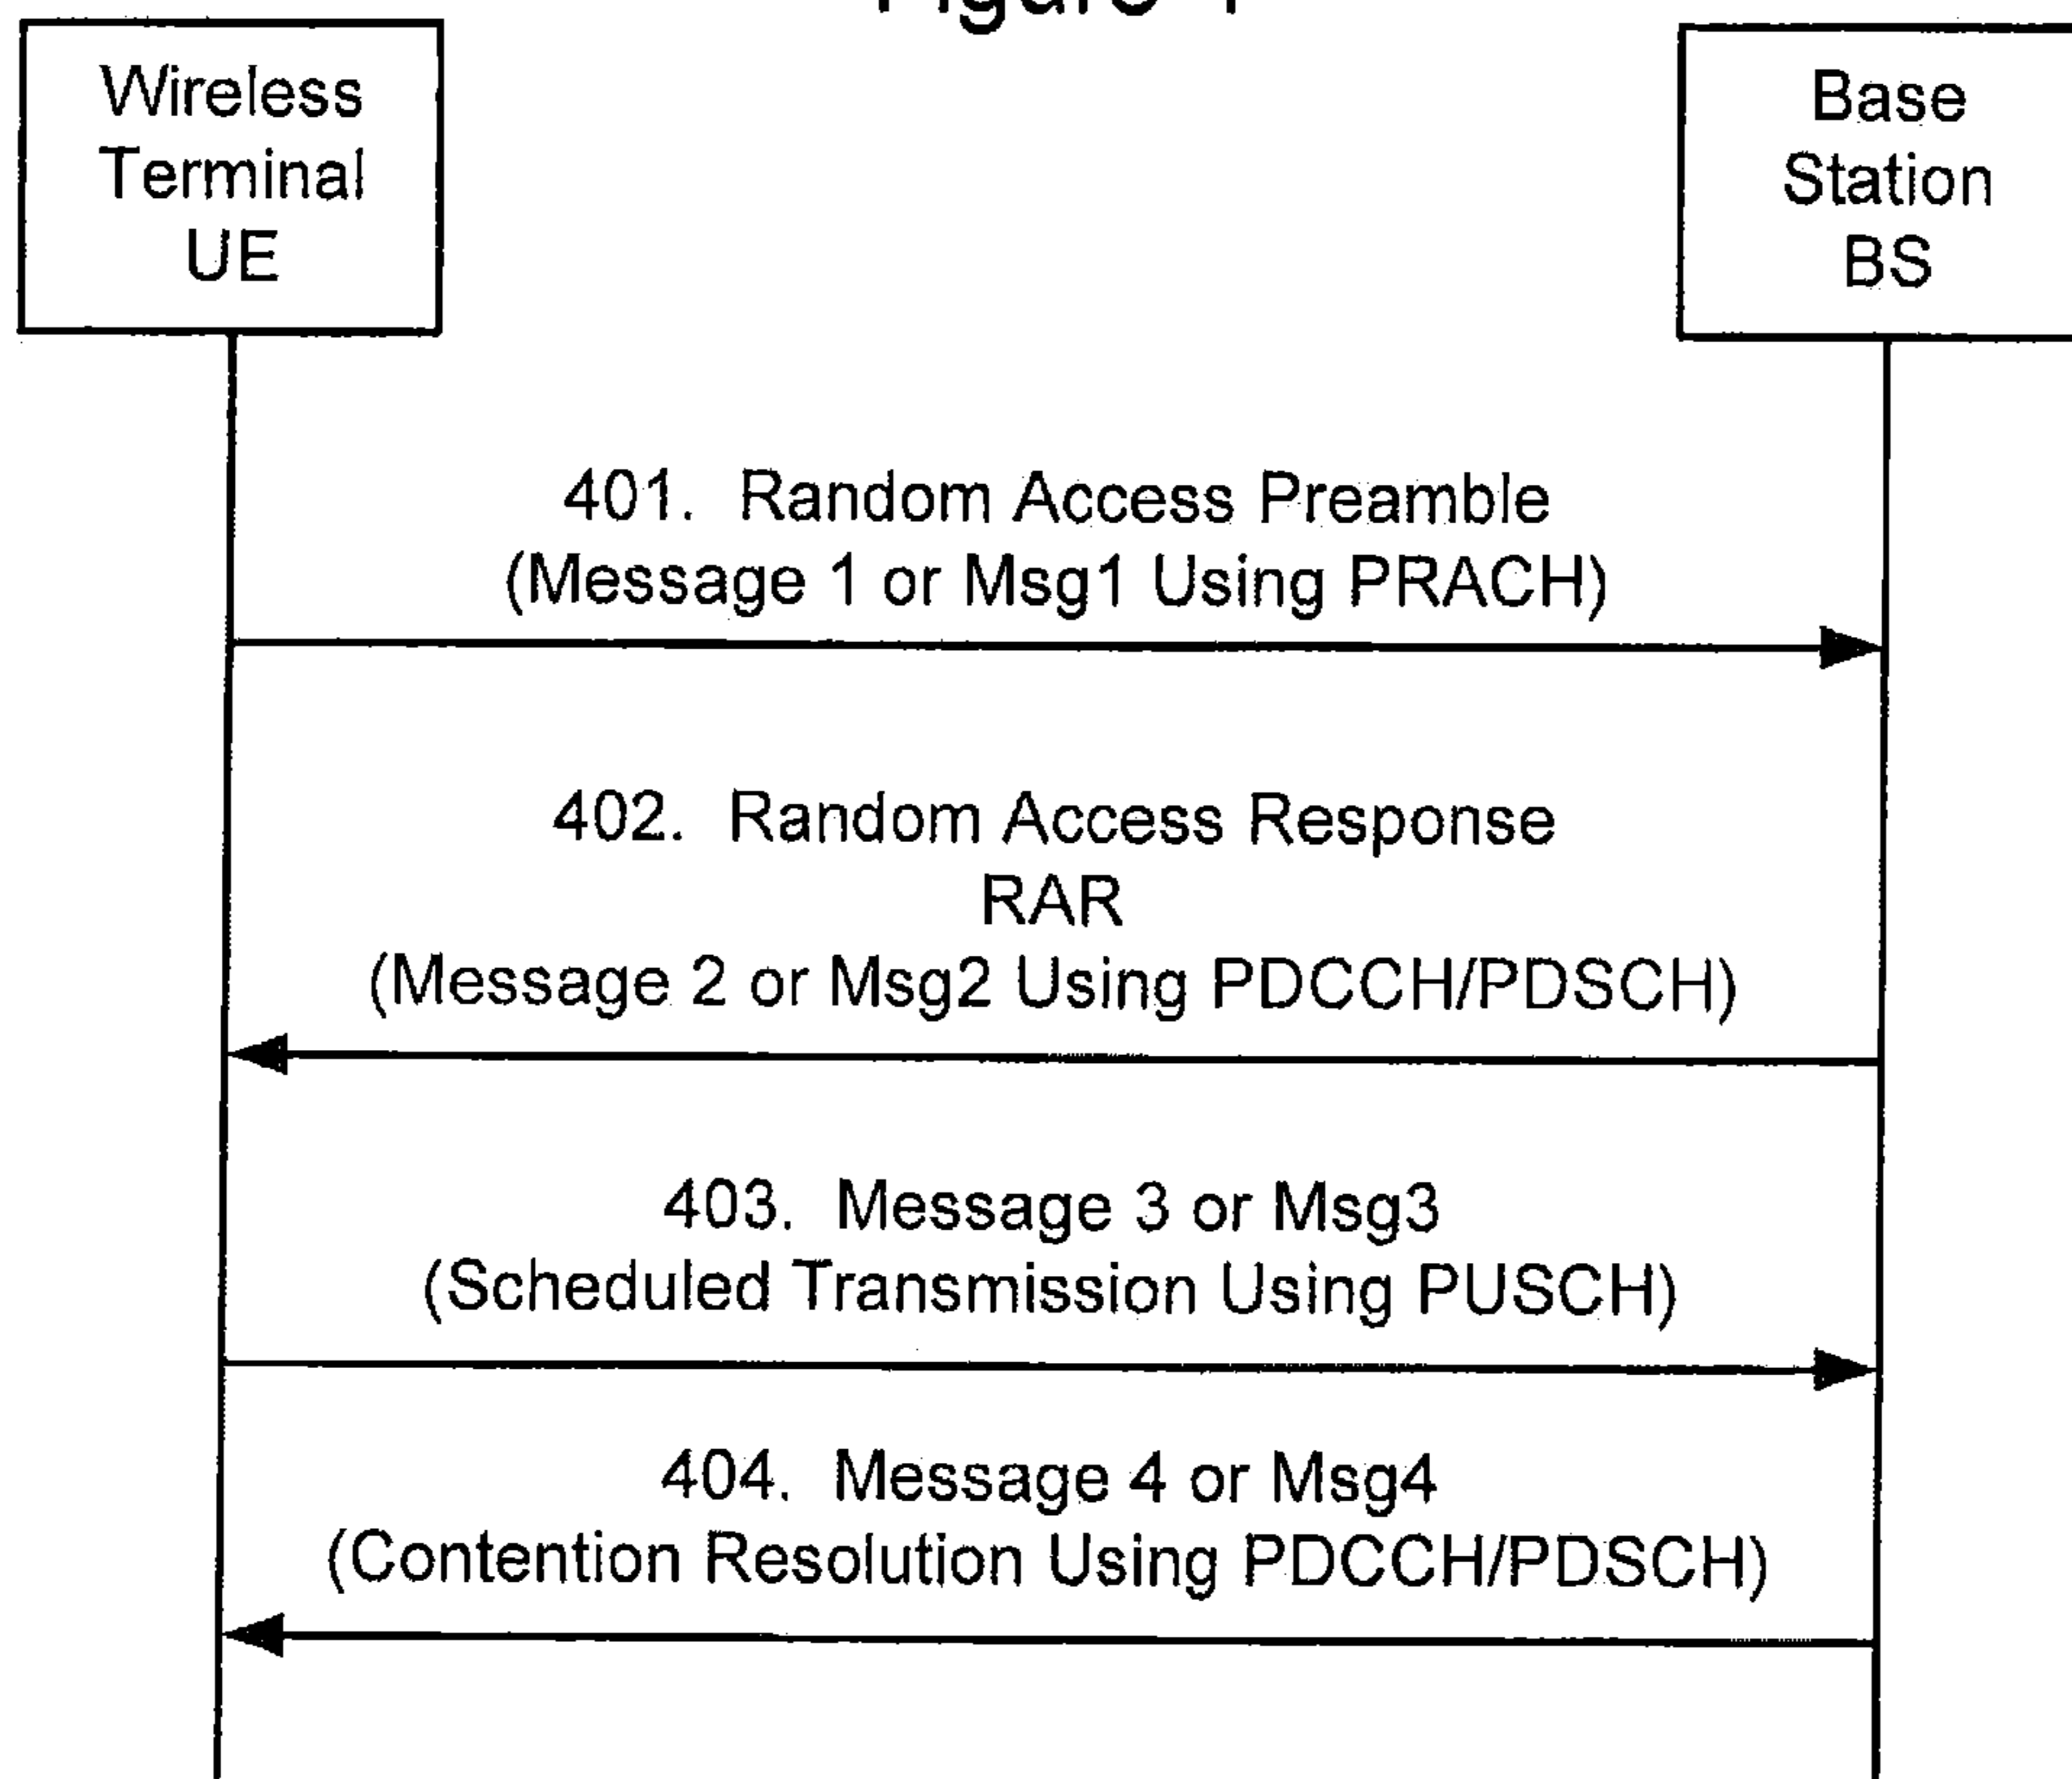 Wireless
Terminal
UE
Base
Station
BS
401. Random Access Preamble
(Message 1 or Msg1 Using PRACH)
402. Random Access Response
RAR
(Message 2 or Msg2 Using PDCCH/PDSCH)
403. Message 3 or Msg3
(Scheduled Transmission Using PUSCH)
404. Message 4 or Msg4
(Contention Resolution Using PDCCH/PDSCH)